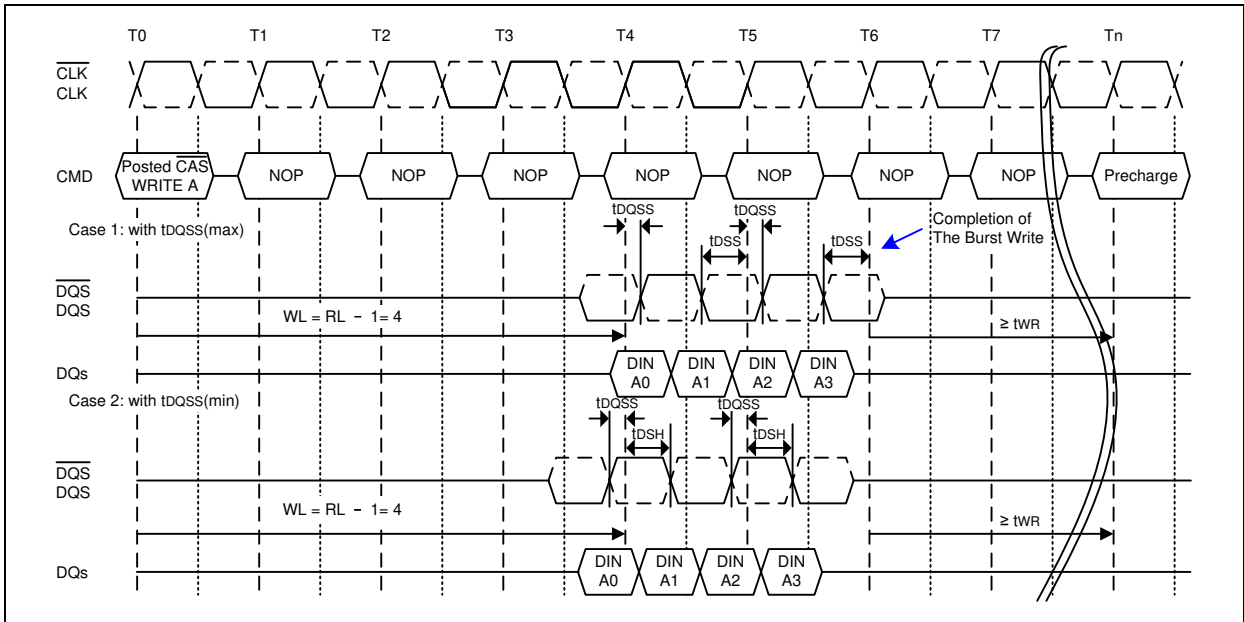 T0 T1 T2 T3 T4 T5 T6 T7 Tn
CLK
CLK
CMD
Posted CAS
WRITE A
NOP
NOP
NOP
NOP
NOP
NOP
NOP
Precharge
Case 1: with tDQSS(max)
tDQSS
tDSS
tDQSS
tDSS
Completion of
The Burst Write
DQS
DQS
WL = RL - 1= 4
≥ tWR
DQs
DIN
A0
DIN
A1
DIN
A2
DIN
A3
Case 2: with tDQSS(min)
tDQSS
tDSH
tDQSS
tDSH
DQS
DQS
WL = RL - 1= 4
≥ tWR
DQs
DIN
A0
DIN
A1
DIN
A2
DIN
A3